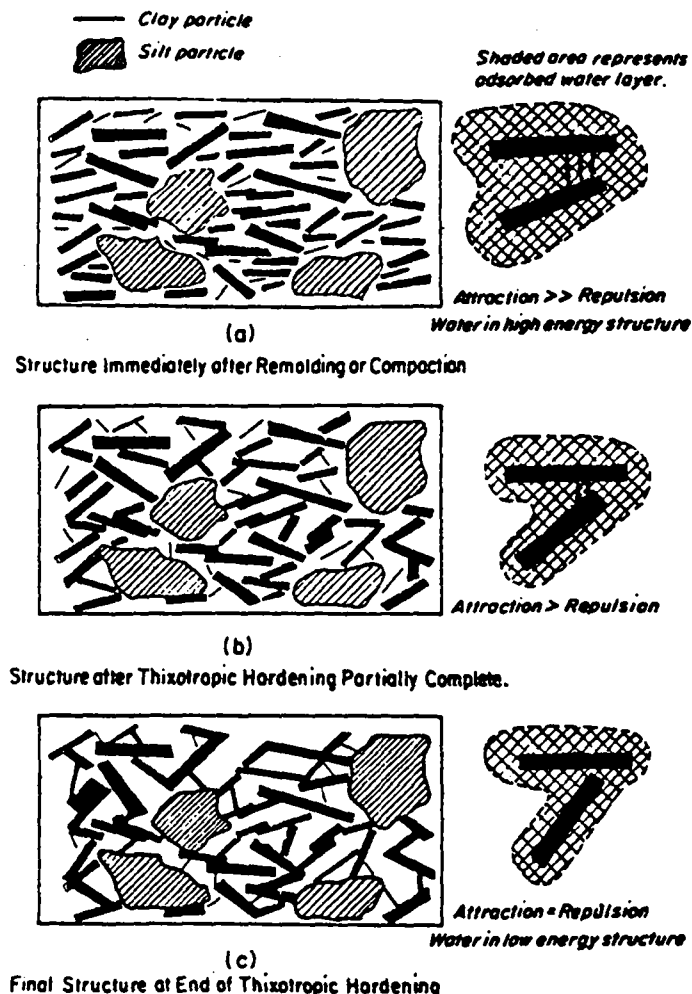 Clay particle
Silt particle
Shaded area represents
adsorbed water layer.
Attraction >> Repulsion
Water in high energy structure
(a)
Structure Immediately after Remolding or Compaction
Attraction > Repulsion
(b)
Structure after Thixotropic Hardening Partially Complete.
Attraction = Repulsion
Water in low energy structure
(c)
Final Structure at End of Thixotropic Hardening